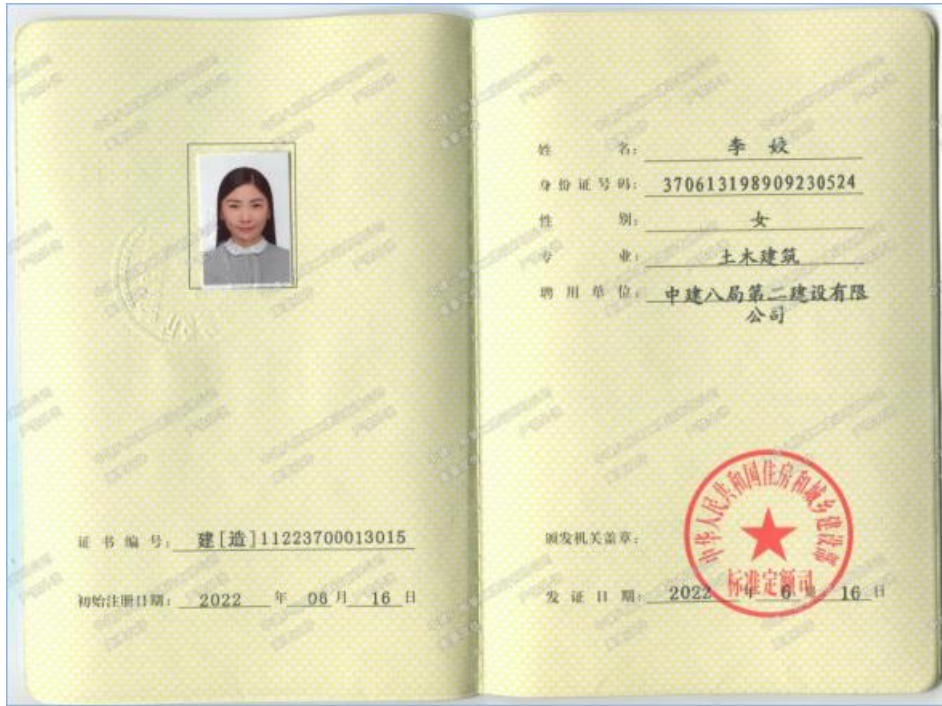 证书编号：建[造]11223700013015
初始注册日期：2022年06月16日
姓名：李姣
身份证号码：370613198909230524
性别：女
专业：土木建筑
聘用单位：中建八局第二建设有限
公司
中华人民共和国住房和城乡建设部
标准定额司
颁发机关盖章：
发证日期：2022年6月16日